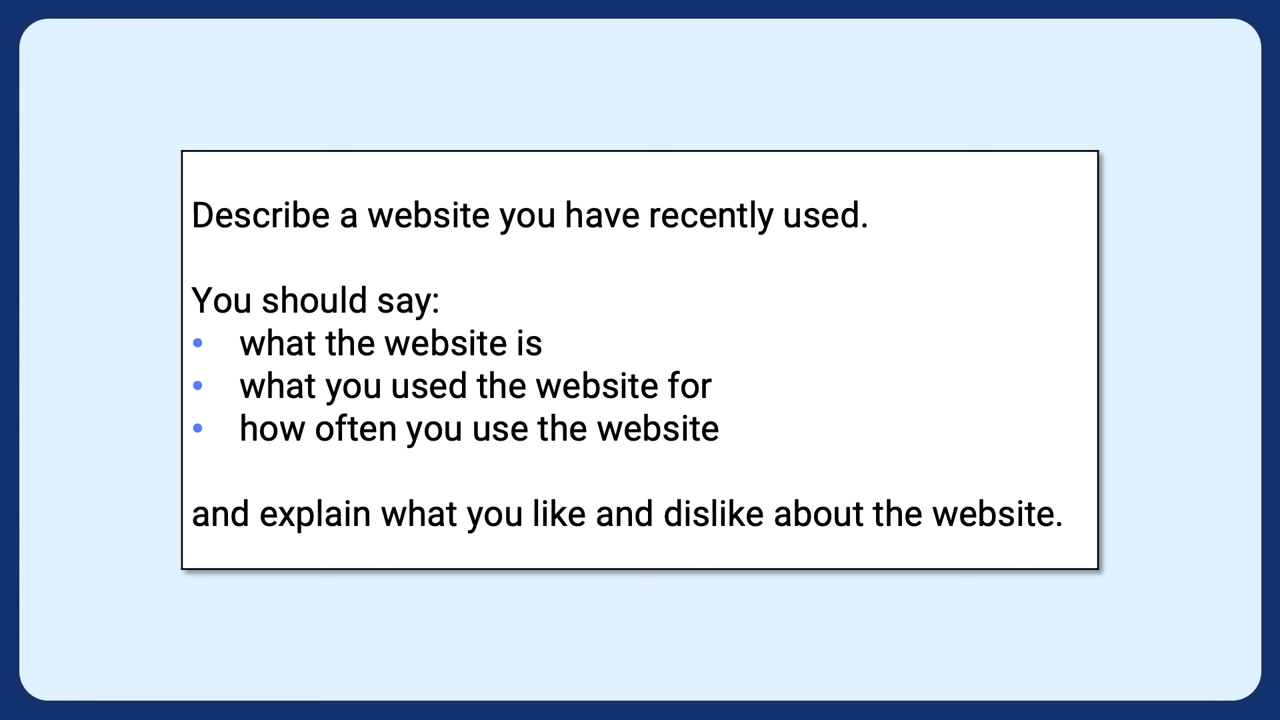 Describe a website you have recently used.
You should say:
• what the website is
• what you used the website for
• how often you use the website
and explain what you like and dislike about the website.